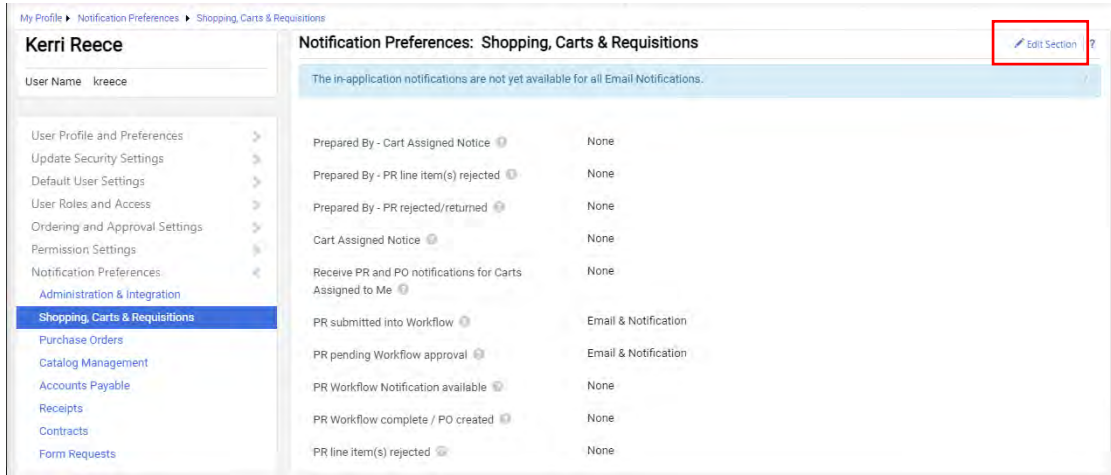 My Profile Notification Preferences Shopping, Carts & Requisitions
Kerri Reece
User Name kreece
User Profile and Preferences
Update Security Settings
Default User Settings
User Roles and Access
Ordering and Approval Settings
Permission Settings
Notification Preferences
Administration & Integration
Shopping, Carts & Requisitions
Purchase Orders
Catalog Management
Accounts Payable
Receipts
Contracts
Form Requests
Notification Preferences: Shopping, Carts & Requisitions
Edit Section ?
The in-application notifications are not yet available for all Email Notifications.
Prepared By - Cart Assigned Notice None
Prepared By - PR line item(s) rejected None
Prepared By - PR rejected/returned None
Cart Assigned Notice None
Receive PR and PO notifications for Carts None
Assigned to Me
PR submitted into Workflow Email & Notification
PR pending Workflow approval Email & Notification
PR Workflow Notification available None
PR Workflow complete / PO created None
PR line item(s) rejected None